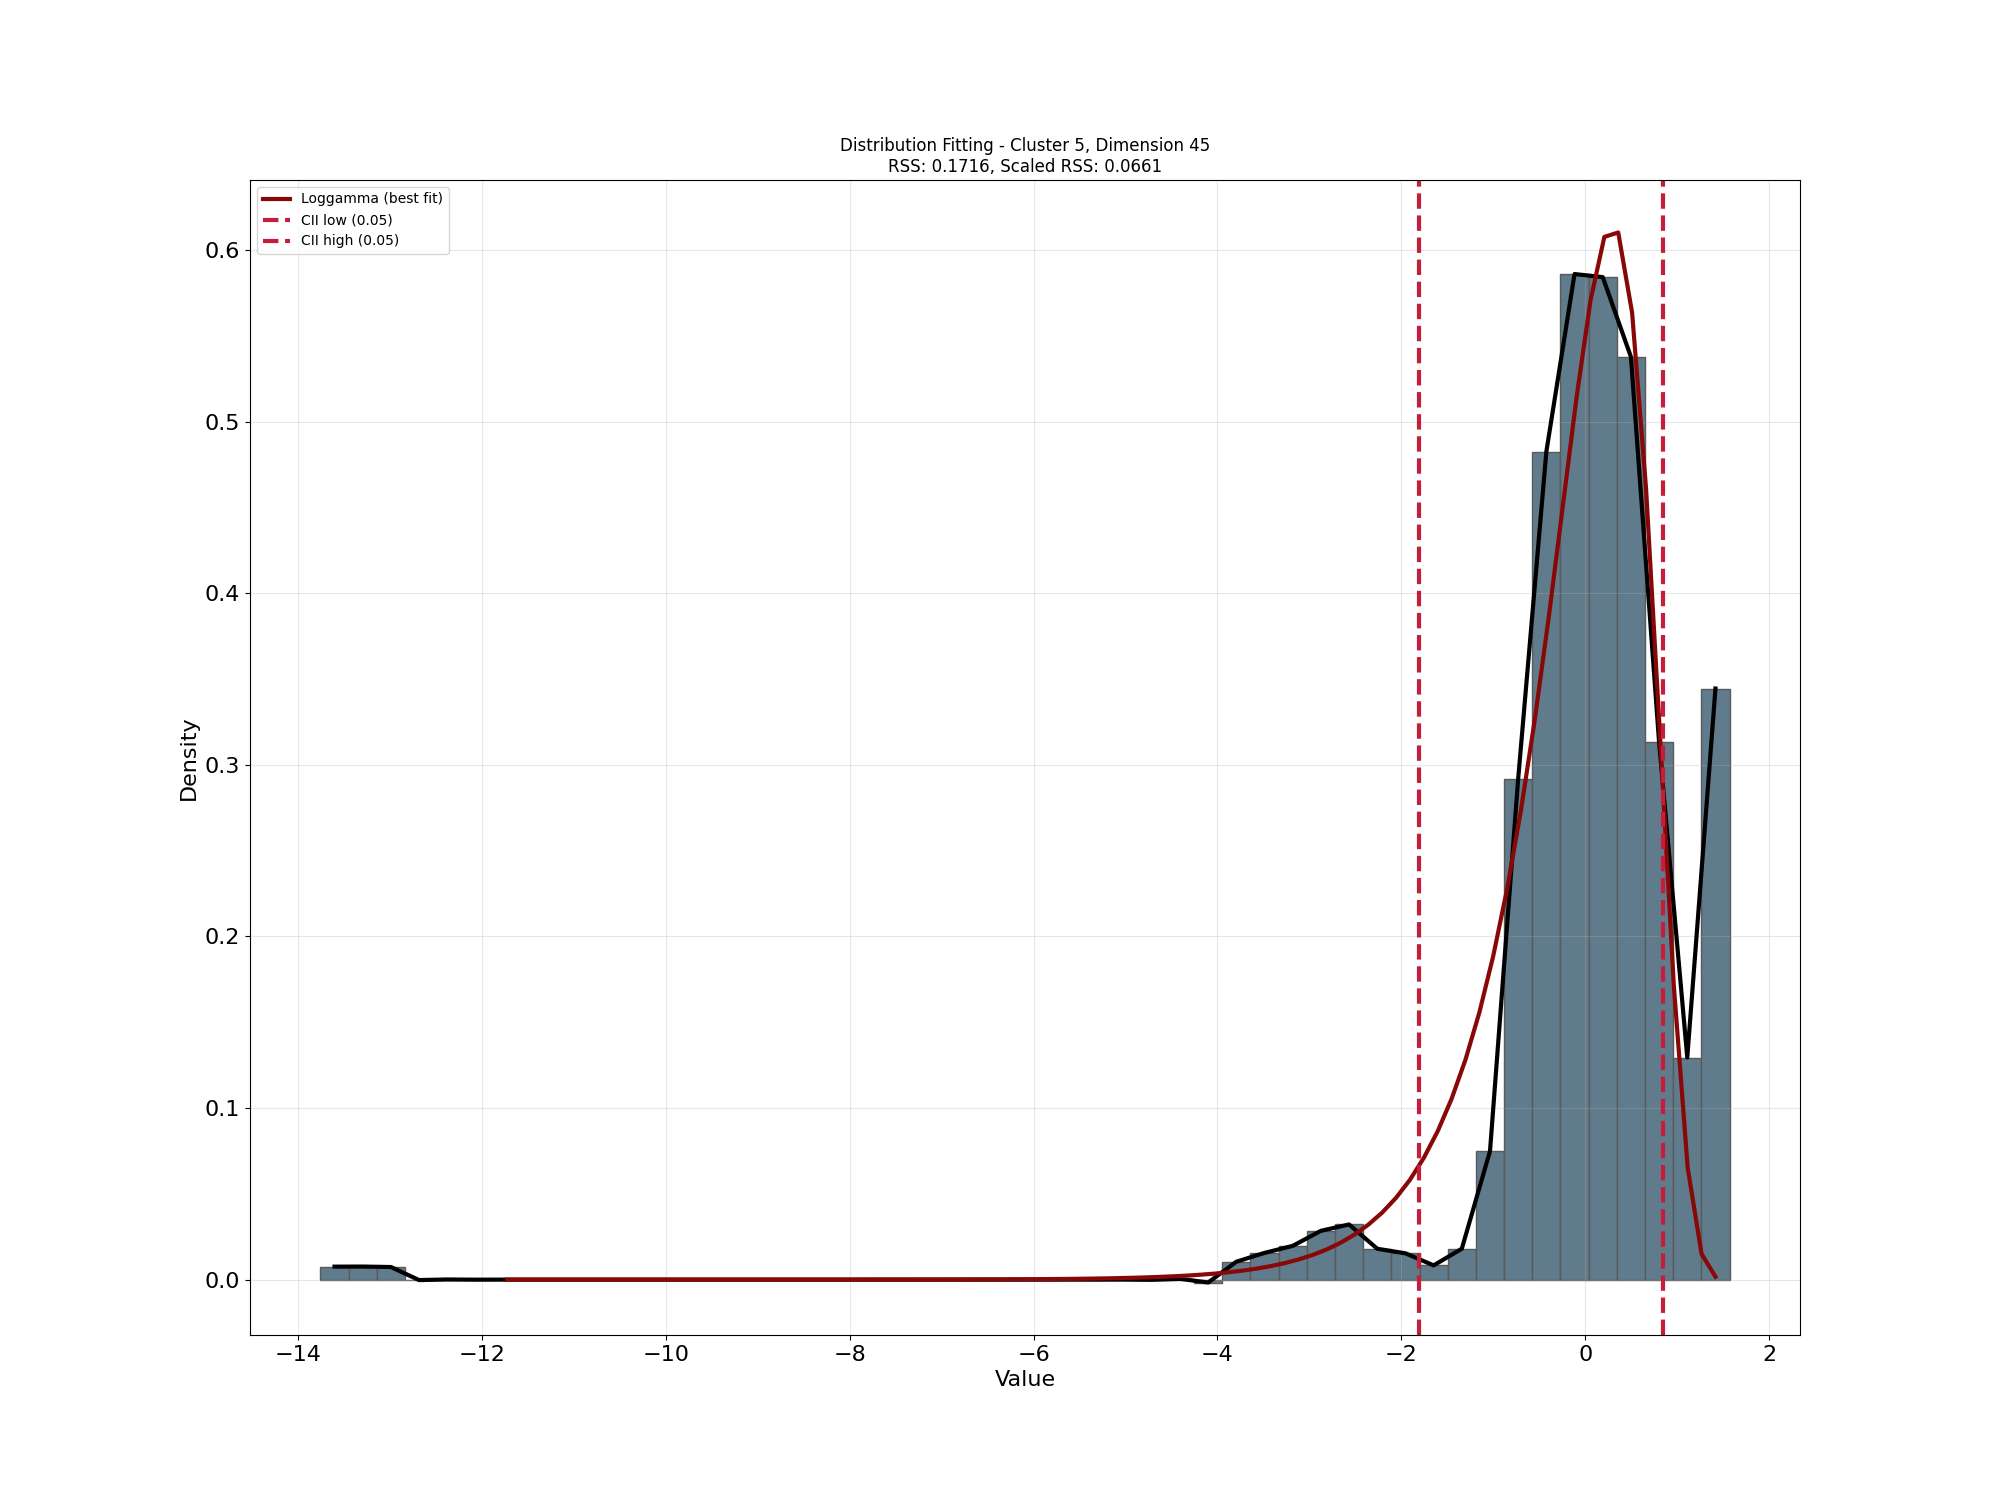 Distribution Fitting - Cluster 5, Dimension 45
RSS: 0.1716, Scaled RSS: 0.0661
Loggamma (best fit)
CII low (0.05)
CII high (0.05)
0.6
0.5
0.4
0.3
0.2
0.1
0.0
Density
−14 −12 −10 −8 −6 −4 −2 0 2
Value